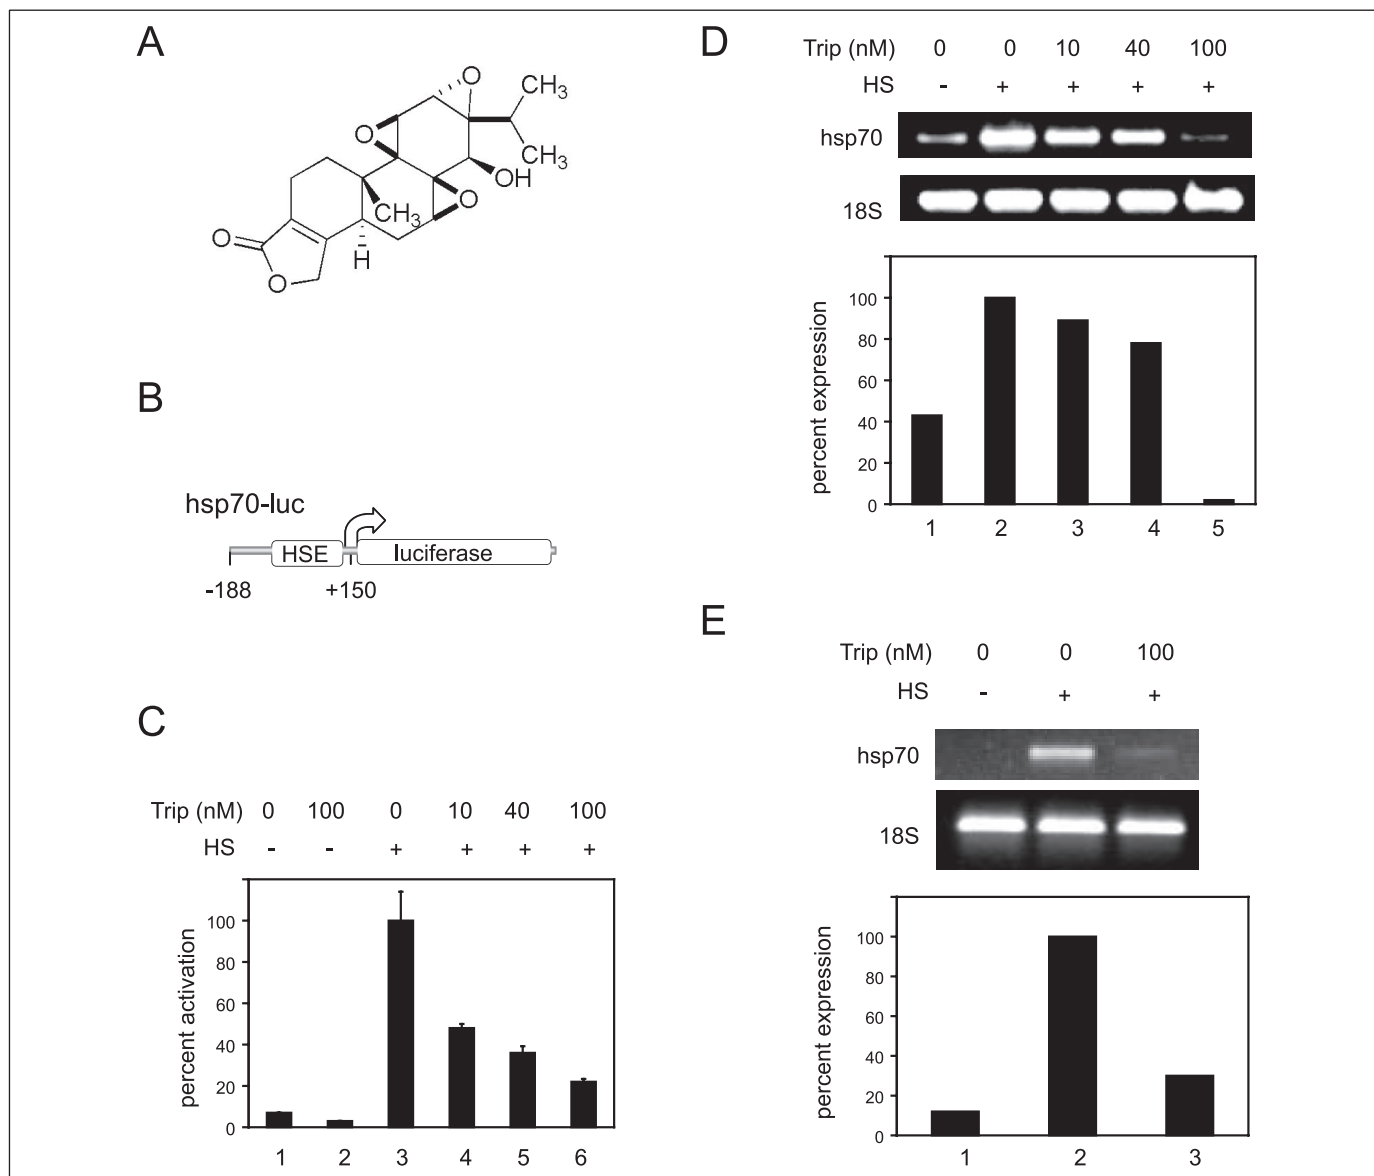 A
O
CH3
O
CH3
OH
O
CH3
O
H
O
B
hsp70-luc
HSE
luciferase
-188
+150
C
Trip (nM) 0 100 0 10 40 100
HS - - + + + +
percent activation
100
80
60
40
20
0
1 2 3 4 5 6
D
Trip (nM) 0 0 10 40 100
HS - + + + +
hsp70
18S
percent expression
100
80
60
40
20
0
1 2 3 4 5
E
Trip (nM) 0 0 100
HS - + +
hsp70
18S
percent expression
100
80
60
40
20
0
1 2 3